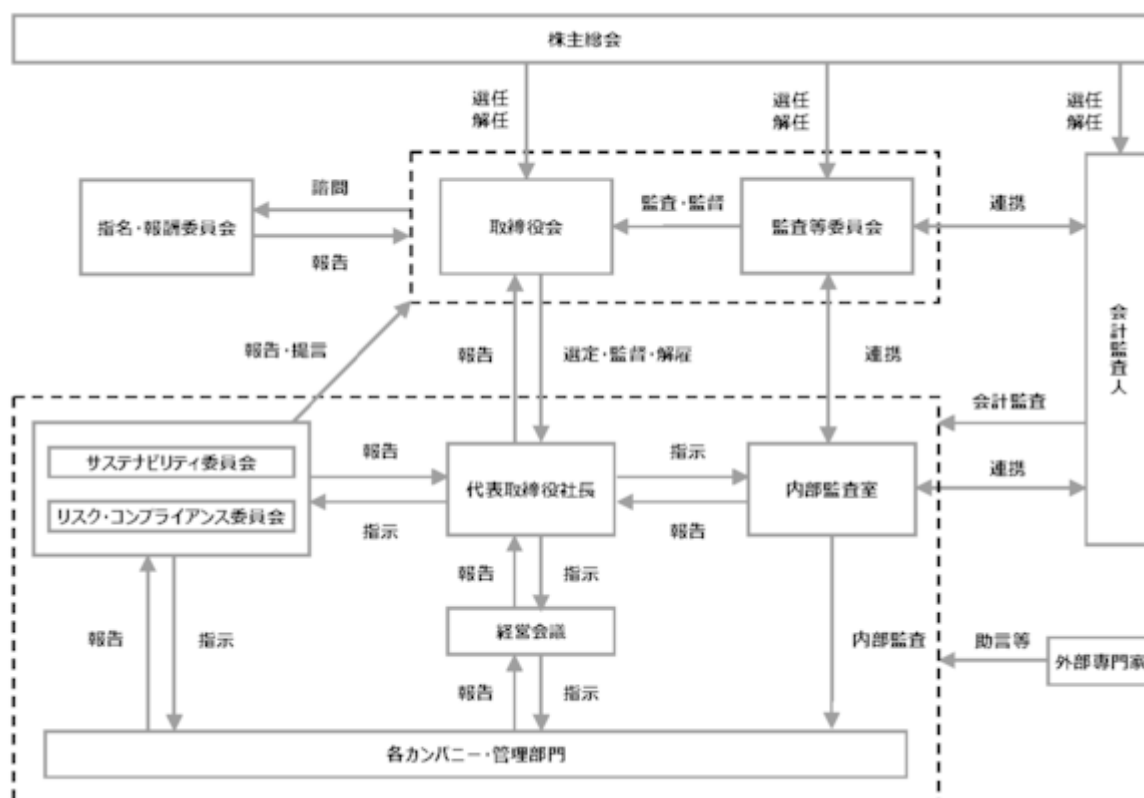 株主総会
選任
解任
選任
解任
選任
解任
指名・報酬委員会
諮問
報告
取締役会
監査・監督
監査等委員会
連携
会計監査人
報告・提言
報告
選定・監督・解雇
連携
会計監査
サステナビリティ委員会
リスク・コンプライアンス委員会
報告
指示
代表取締役社長
指示
報告
内部監査室
連携
報告
指示
経営会議
報告
指示
報告
指示
内部監査
助言等
外部専門家
各カンパニー・管理部門